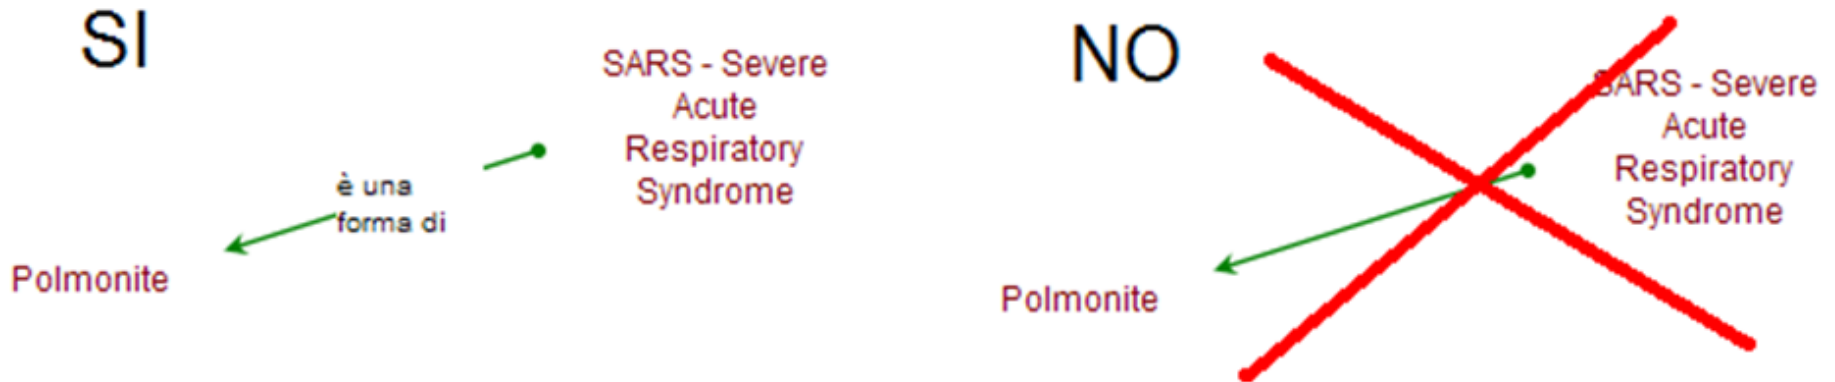 SI
SARS - Severe
Acute
Respiratory
Syndrome
è una
forma di
Polmonite
NO
SARS - Severe
Acute
Respiratory
Syndrome
Polmonite